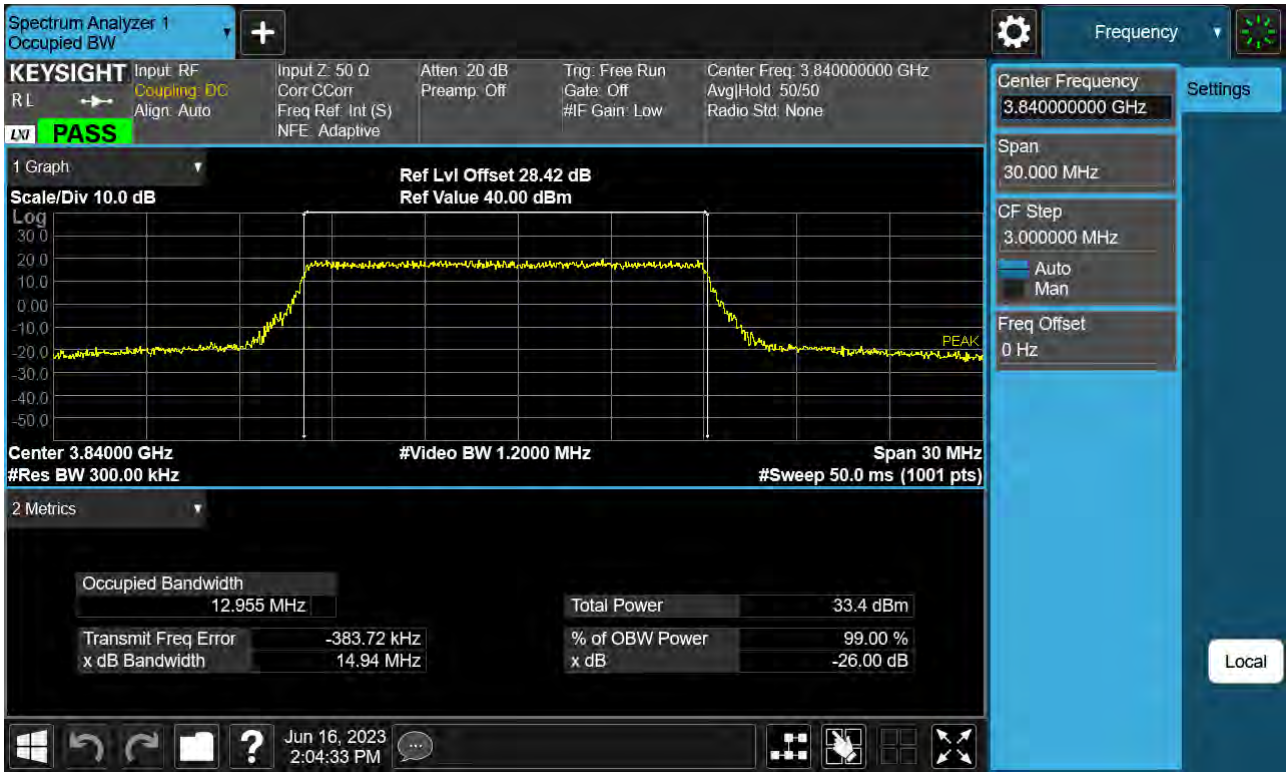 Spectrum Analyzer 1
Occupied BW
+
Frequency
KEYSIGHT
RL
LXI
PASS
Input: RF
Coupling: DC
Align: Auto
Input Z: 50 Ω
Corr CCorr
Freq Ref: Int (S)
NFE: Adaptive
Atten: 20 dB
Preamp: Off
Trig: Free Run
Gate: Off
#IF Gain: Low
Center Freq: 3.840000000 GHz
Avg|Hold: 50/50
Radio Std: None
Center Frequency
3.840000000 GHz
Settings
Span
30.000 MHz
CF Step
3.000000 MHz
Auto
Man
Freq Offset
0 Hz
Local
1 Graph
Scale/Div 10.0 dB
Ref Lvl Offset 28.42 dB
Ref Value 40.00 dBm
Log
30.0
20.0
10.0
0.00
-10.0
-20.0
-30.0
-40.0
-50.0
PEAK
Center 3.84000 GHz
#Video BW 1.2000 MHz
Span 30 MHz
#Res BW 300.00 kHz
#Sweep 50.0 ms (1001 pts)
2 Metrics
Occupied Bandwidth
12.955 MHz
Total Power 33.4 dBm
Transmit Freq Error -383.72 kHz
% of OBW Power 99.00 %
x dB Bandwidth 14.94 MHz
x dB -26.00 dB
?
Jun 16, 2023
2:04:33 PM